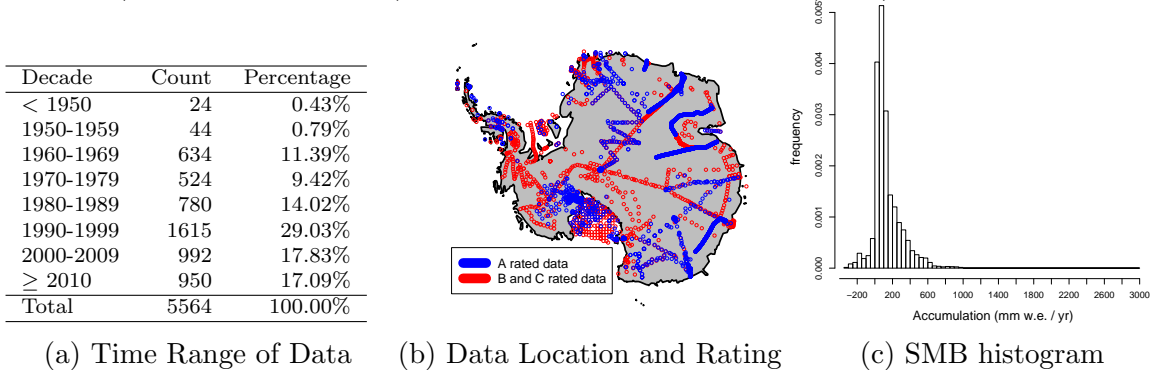 Decade Count Percentage
< 1950 24 0.43%
1950-1959 44 0.79%
1960-1969 634 11.39%
1970-1979 524 9.42%
1980-1989 780 14.02%
1990-1999 1615 29.03%
2000-2009 992 17.83%
≥ 2010 950 17.09%
Total 5564 100.00%
(a) Time Range of Data
A rated data
B and C rated data
(b) Data Location and Rating
frequency
0.005
0.004
0.003
0.002
0.001
0.000
−200 200 600 1000 1400 1800 2200 2600 3000
Accumulation (mm w.e. / yr)
(c) SMB histogram